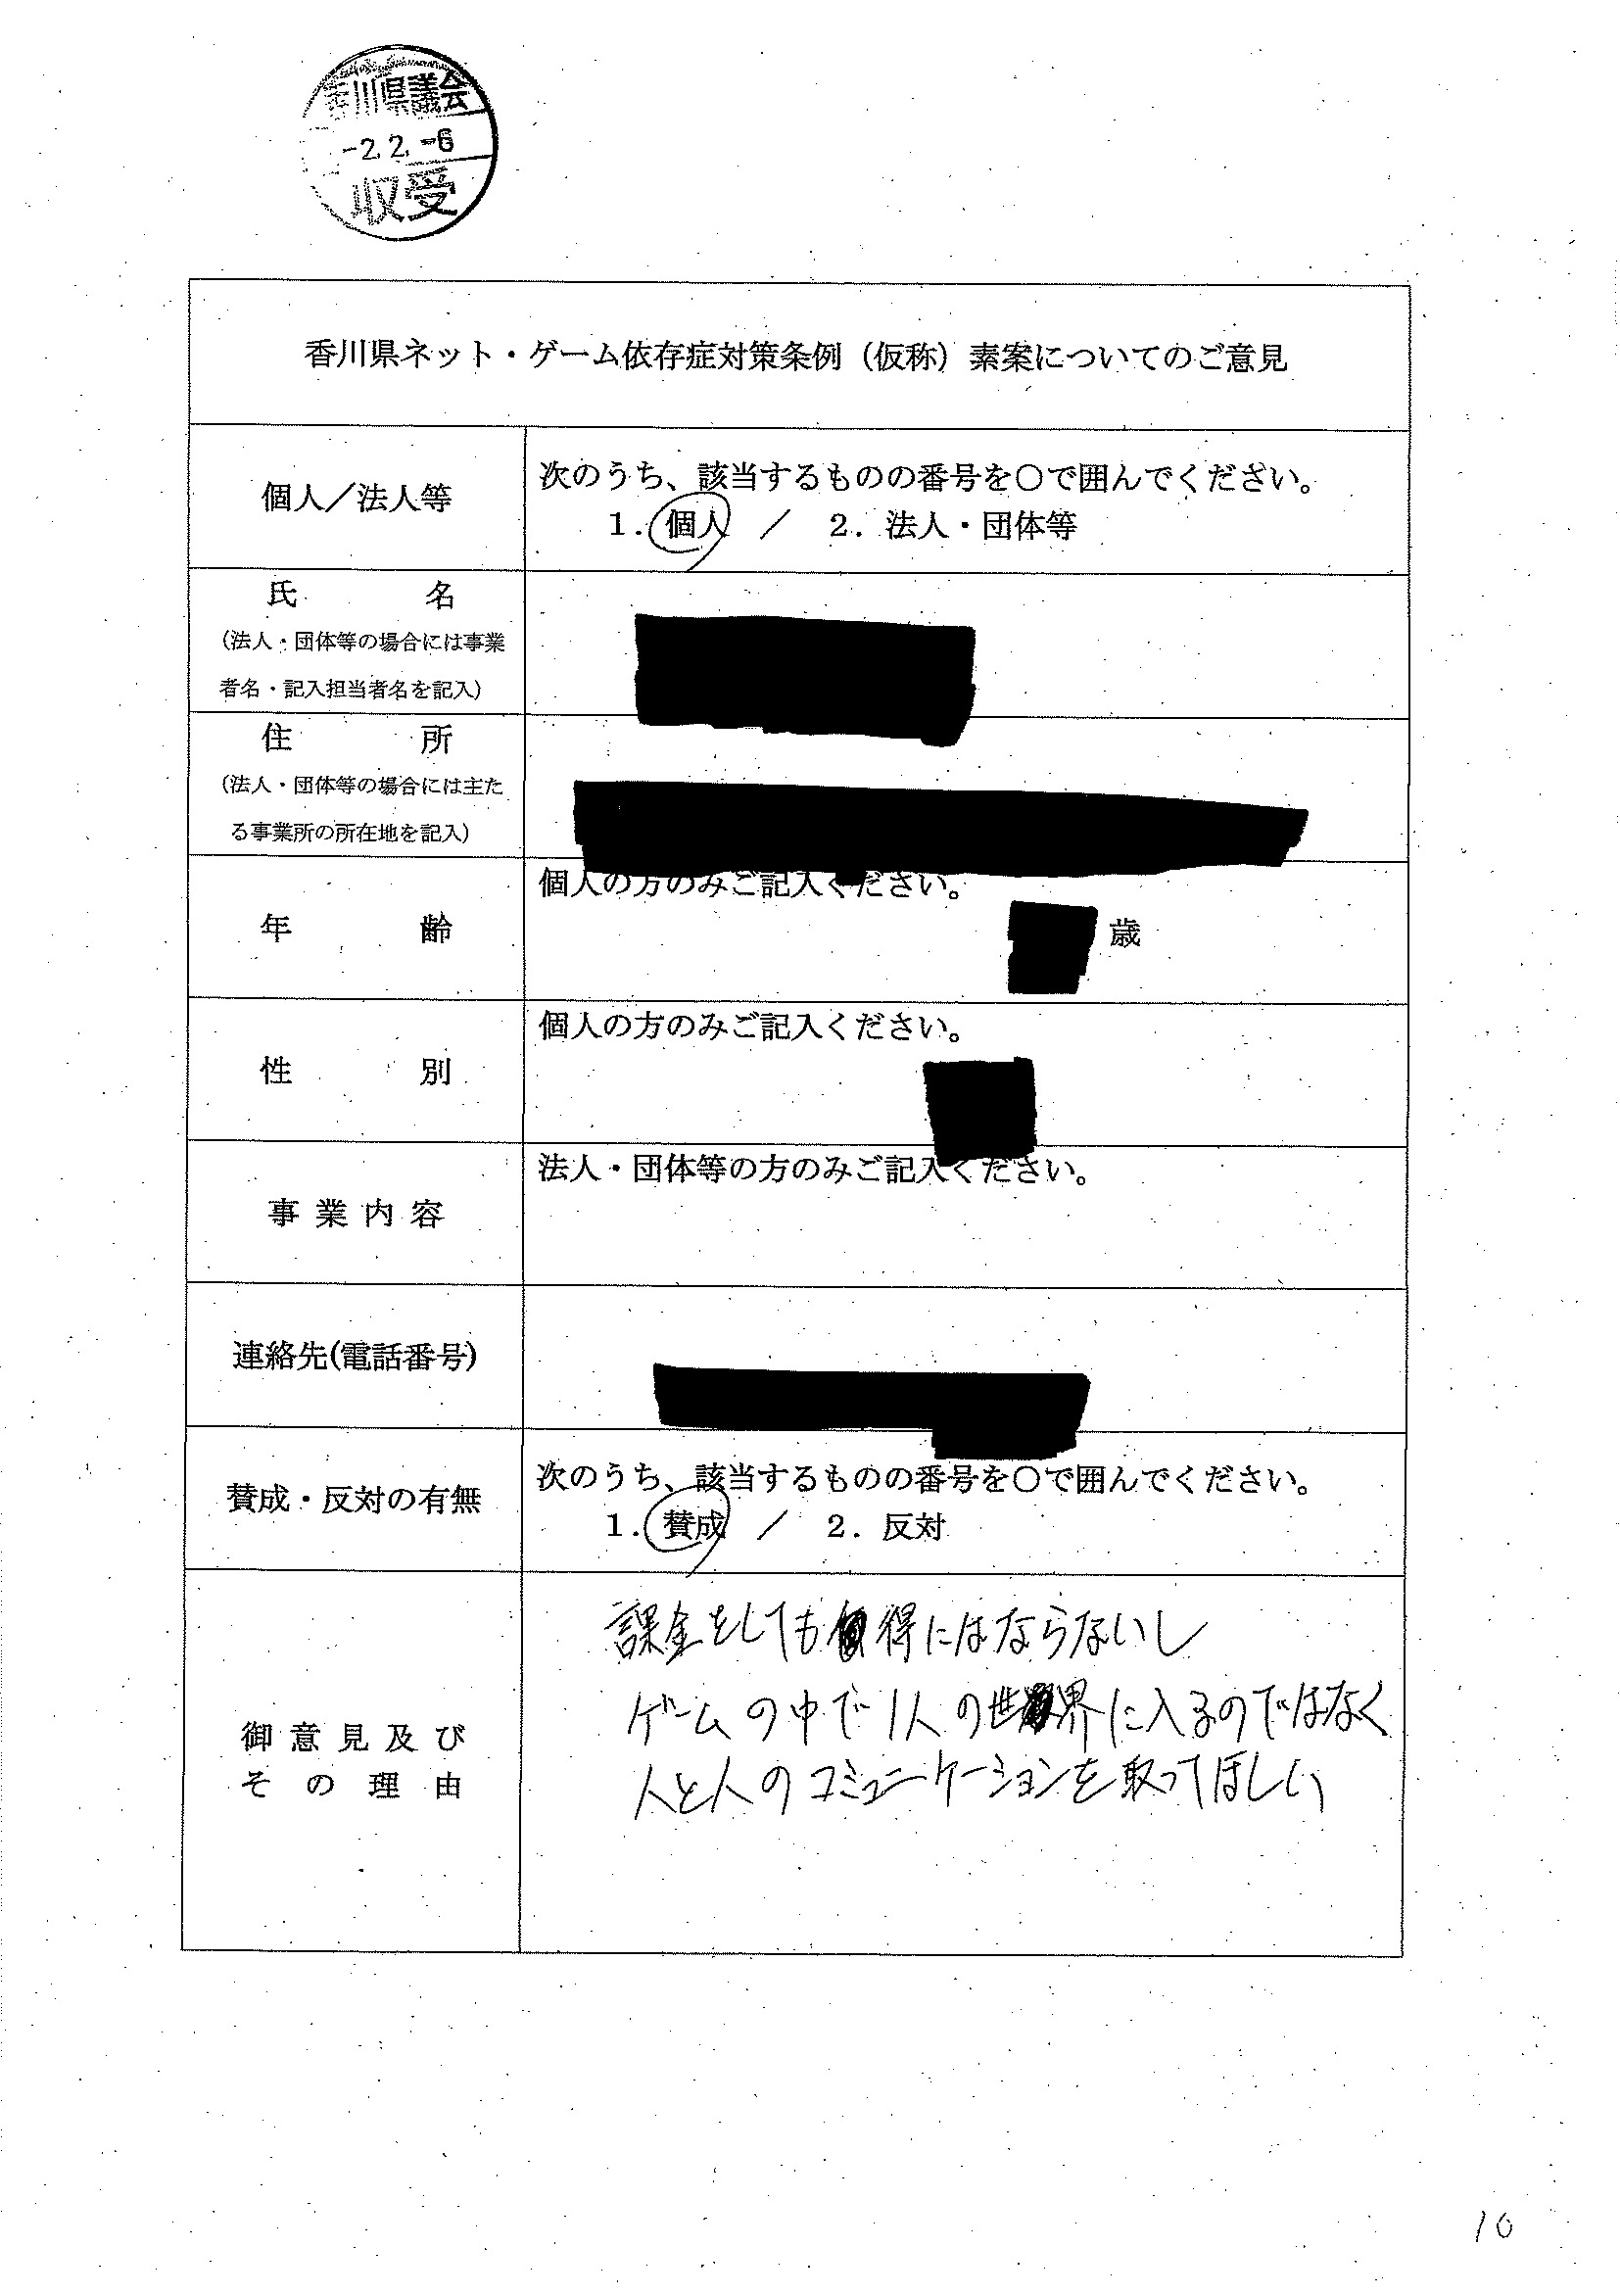 香川県議会
-2.2.-6
収受
香川県ネット・ゲーム依存症対策条例（仮称）素案についてのご意見
個人／法人等
次のうち、該当するものの番号を○で囲んでください。
1．個人　／　2．法人・団体等
氏　名
（法人・団体等の場合には事業
者名・記入担当者名を記入）
住　所
（法人・団体等の場合には主た
る事業所の所在地を記入）
年　齢
個人の方のみご記入ください。
歳
性　別
個人の方のみご記入ください。
事業内容
法人・団体等の方のみご記入ください。
連絡先(電話番号)
賛成・反対の有無
次のうち、該当するものの番号を○で囲んでください。
1．賛成　／　2．反対
御意見及び
その理由
課金をしても得にはならないし
ゲームの中で1人の世界に入るのではなく
人と人のコミュニーケーションを取ってほしい
10